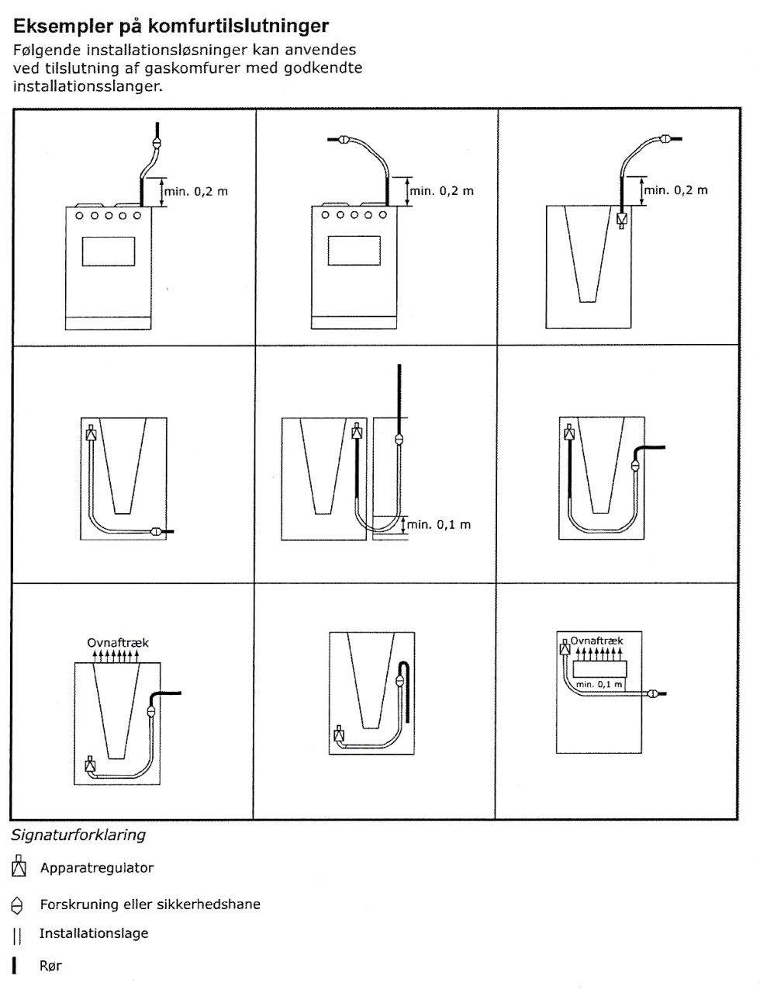 Eksempler på komfurtilslutninger
Følgende installationsløsninger kan anvendes
ved tilslutning af gaskomfurer med godkendte
installationsslanger.
min. 0,2 m
min. 0,2 m
min. 0,2 m
min. 0,1 m
Ovnaftræk
Ovnaftræk
min. 0,1 m
Signaturforklaring
Apparatregulator
Forskruning eller sikkerhedshane
Installationslage
Rør